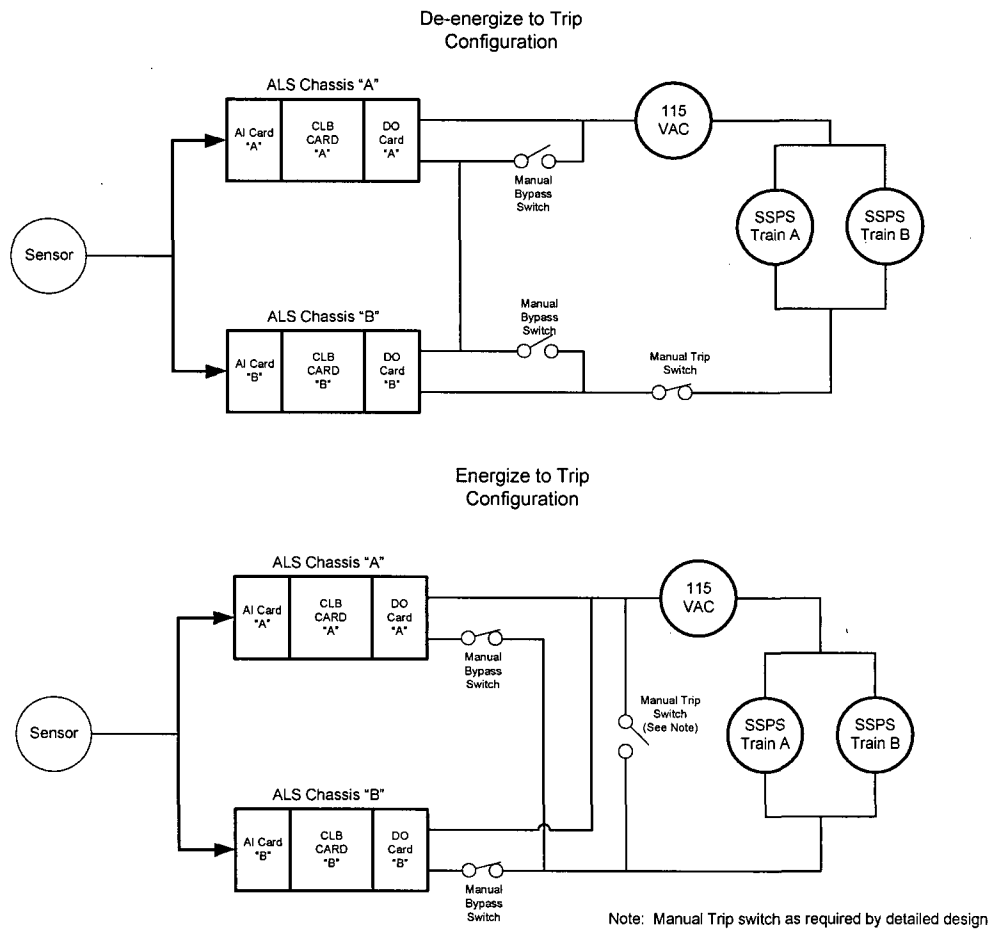 De-energize to Trip
Configuration
ALS Chassis "A"
AI Card
"A"
CLB
CARD
"A"
DO
Card
"A"
115
VAC
Manual
Bypass
Switch
Sensor
SSPS
Train A
SSPS
Train B
ALS Chassis "B"
AI Card
"B"
CLB
CARD
"B"
DO
Card
"B"
Manual
Bypass
Switch
Manual Trip
Switch
Energize to Trip
Configuration
ALS Chassis "A"
AI Card
"A"
CLB
CARD
"A"
DO
Card
"A"
115
VAC
Manual
Bypass
Switch
Sensor
Manual Trip
Switch
(See Note)
SSPS
Train A
SSPS
Train B
ALS Chassis "B"
AI Card
"B"
CLB
CARD
"B"
DO
Card
"B"
Manual
Bypass
Switch
Note: Manual Trip switch as required by detailed design